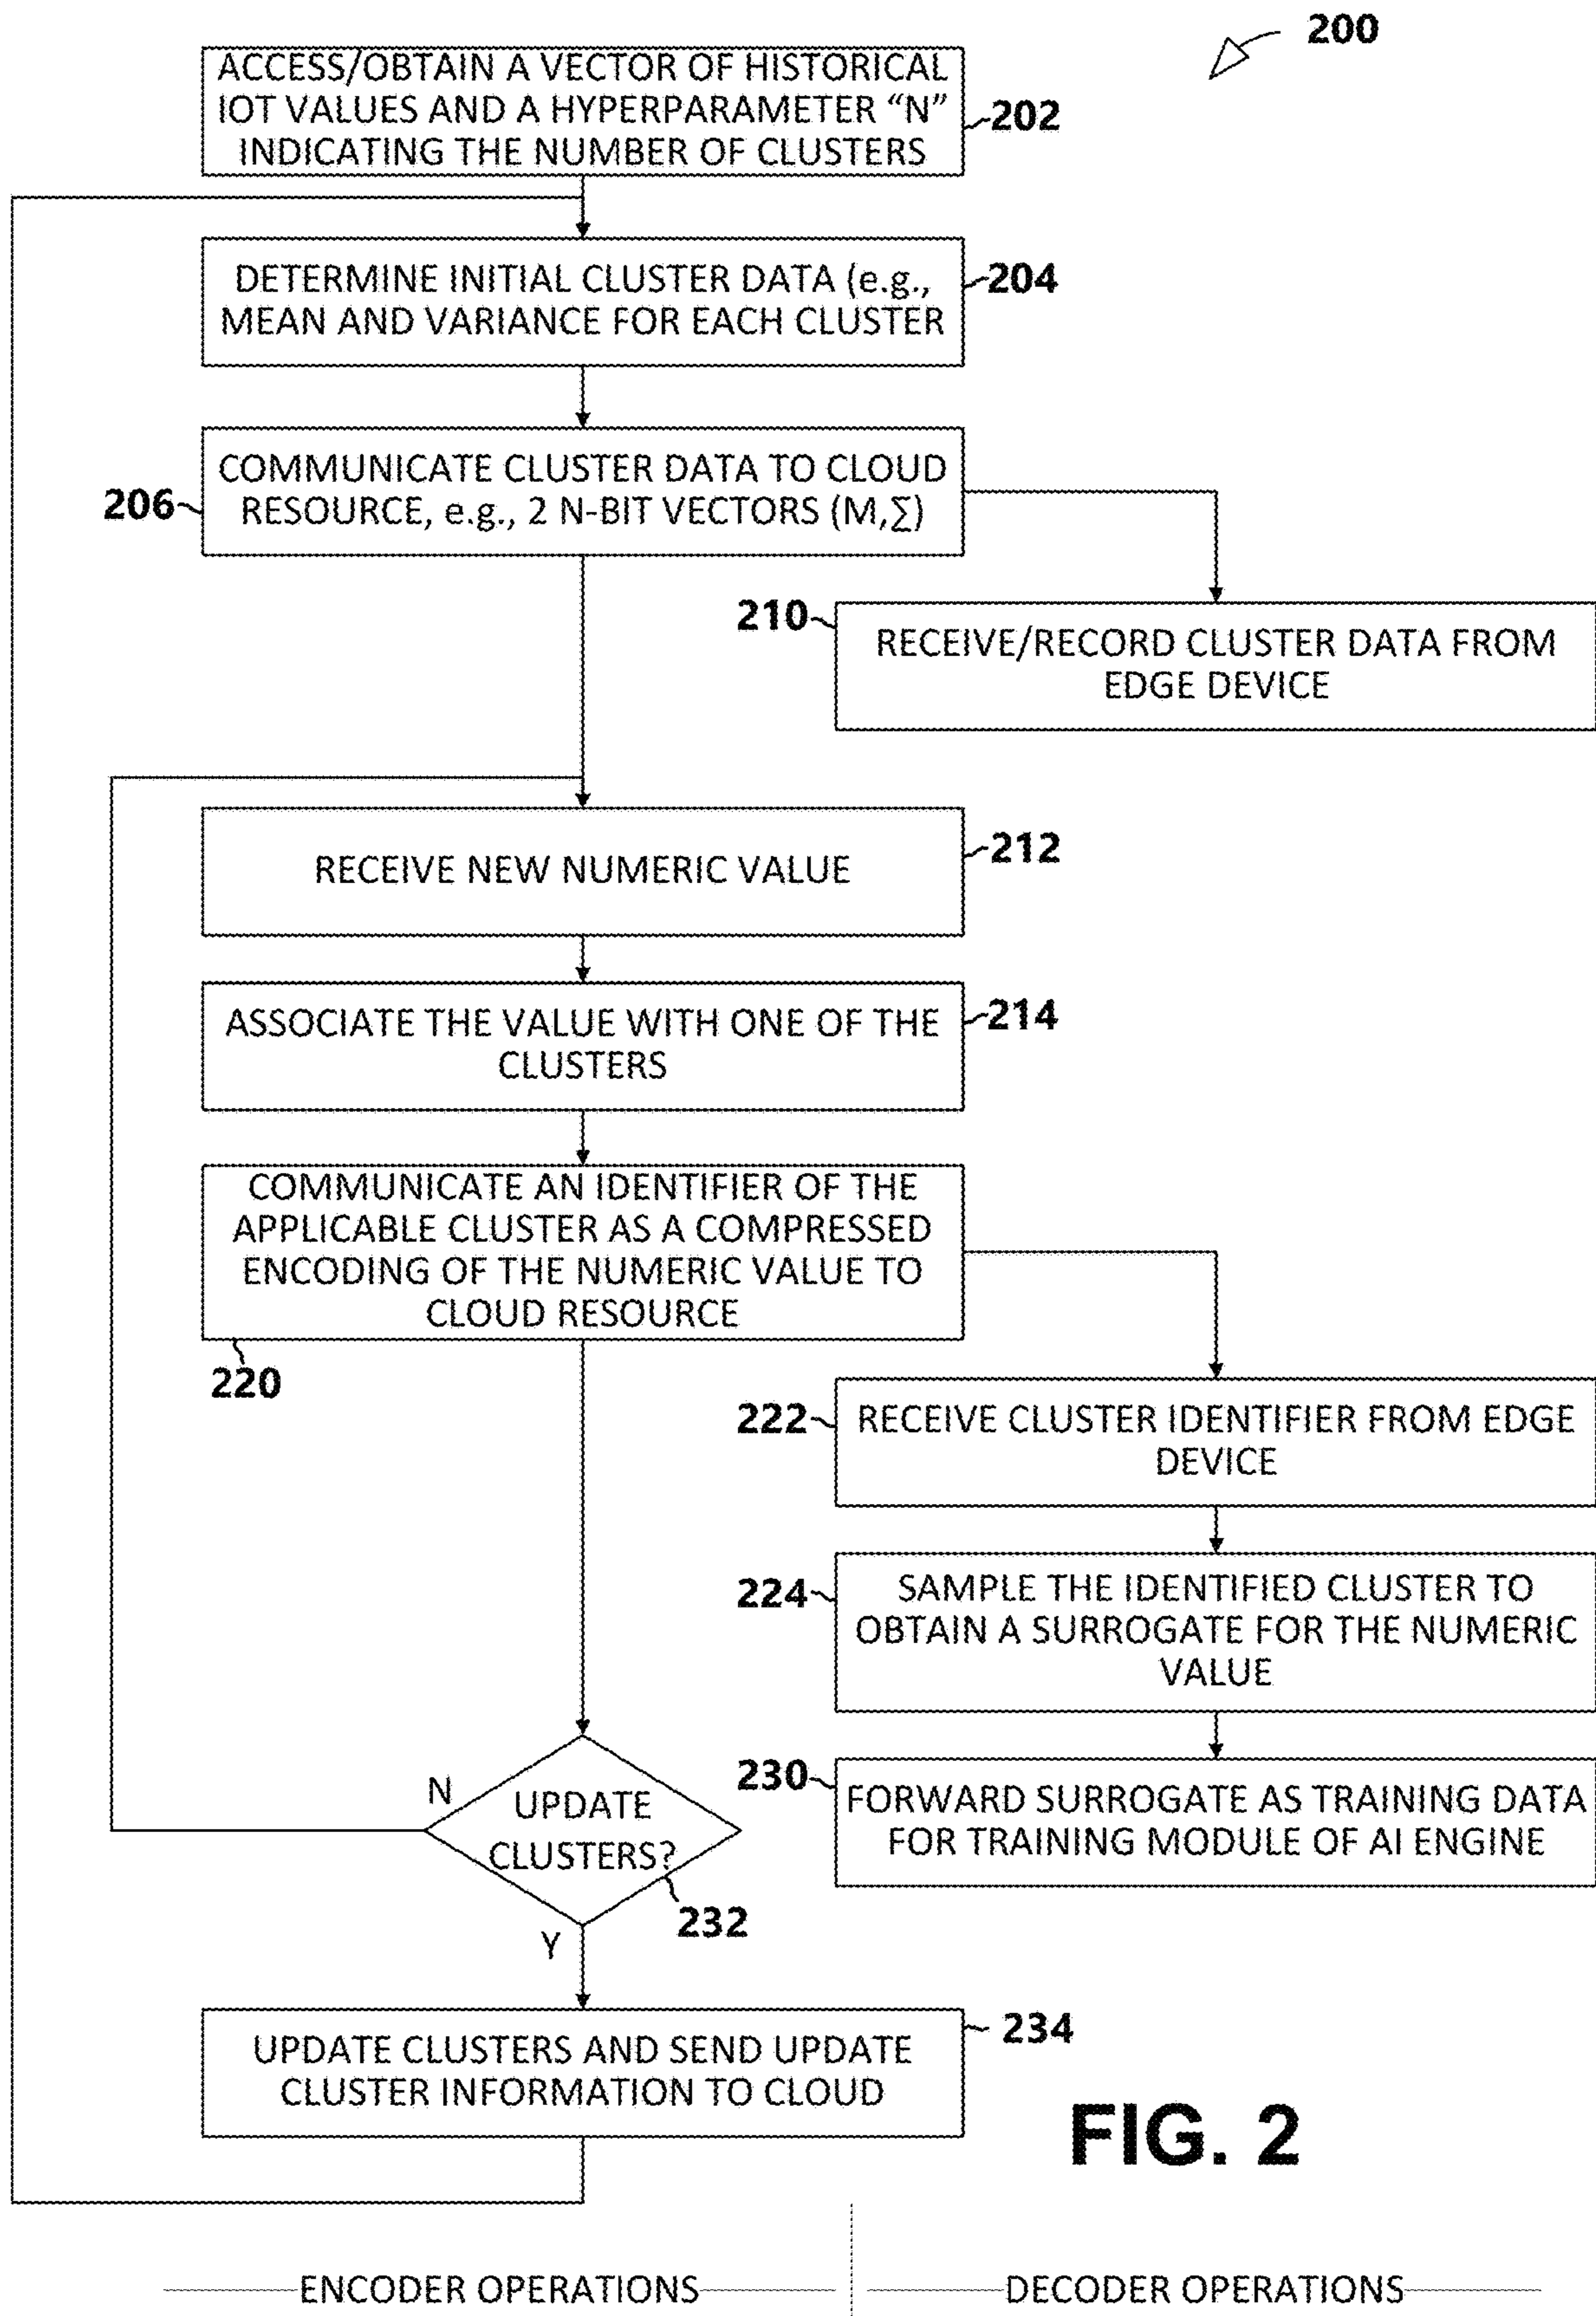 200
ACCESS/OBTAIN A VECTOR OF HISTORICAL
IOT VALUES AND A HYPERPARAMETER “N”
INDICATING THE NUMBER OF CLUSTERS
202
DETERMINE INITIAL CLUSTER DATA (e.g.,
MEAN AND VARIANCE FOR EACH CLUSTER
204
COMMUNICATE CLUSTER DATA TO CLOUD
RESOURCE, e.g., 2 N-BIT VECTORS (M,∑)
206
210
RECEIVE/RECORD CLUSTER DATA FROM
EDGE DEVICE
RECEIVE NEW NUMERIC VALUE
212
ASSOCIATE THE VALUE WITH ONE OF THE
CLUSTERS
214
COMMUNICATE AN IDENTIFIER OF THE
APPLICABLE CLUSTER AS A COMPRESSED
ENCODING OF THE NUMERIC VALUE TO
CLOUD RESOURCE
220
222
RECEIVE CLUSTER IDENTIFIER FROM EDGE
DEVICE
224
SAMPLE THE IDENTIFIED CLUSTER TO
OBTAIN A SURROGATE FOR THE NUMERIC
VALUE
230
FORWARD SURROGATE AS TRAINING DATA
FOR TRAINING MODULE OF AI ENGINE
N
UPDATE
CLUSTERS?
232
Y
UPDATE CLUSTERS AND SEND UPDATE
CLUSTER INFORMATION TO CLOUD
234
FIG. 2
ENCODER OPERATIONS
DECODER OPERATIONS